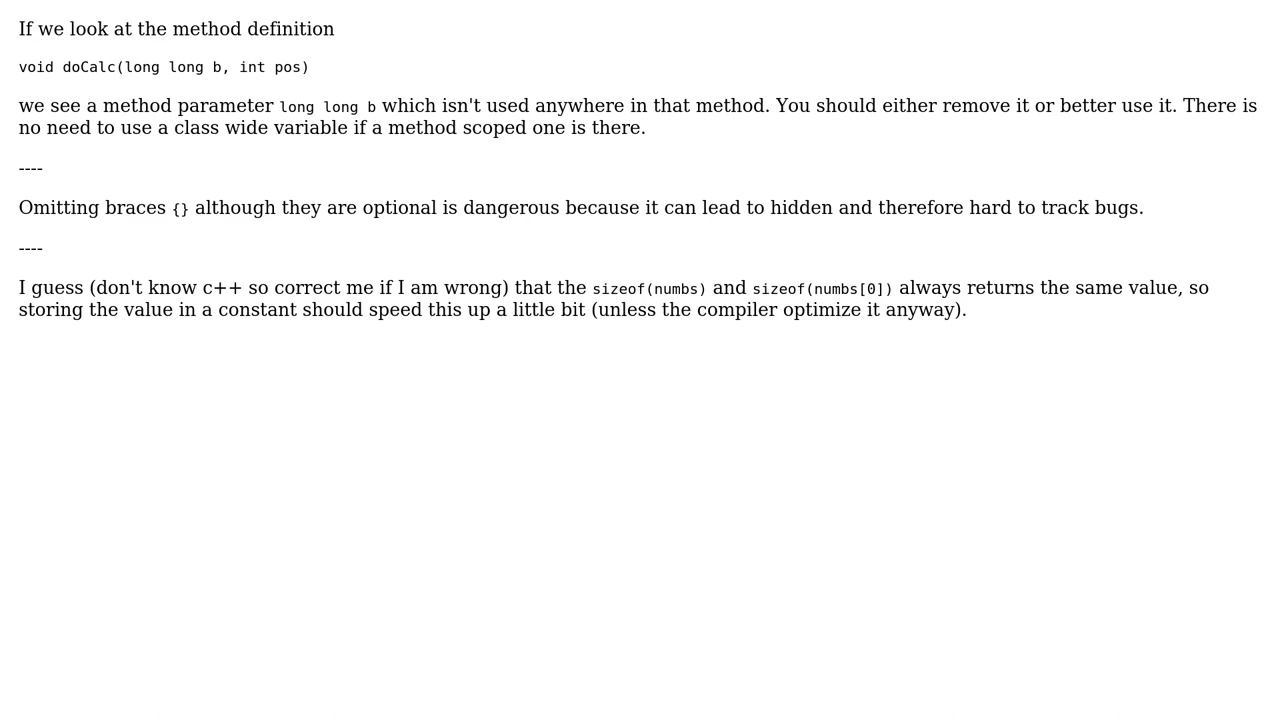 If we look at the method definition
void doCalc(long long b, int pos)
we see a method parameter long long b which isn't used anywhere in that method. You should either remove it or better use it. There is
no need to use a class wide variable if a method scoped one is there.
----
Omitting braces {} although they are optional is dangerous because it can lead to hidden and therefore hard to track bugs.
----
I guess (don't know c++ so correct me if I am wrong) that the sizeof(numbs) and sizeof(numbs[0]) always returns the same value, so
storing the value in a constant should speed this up a little bit (unless the compiler optimize it anyway).